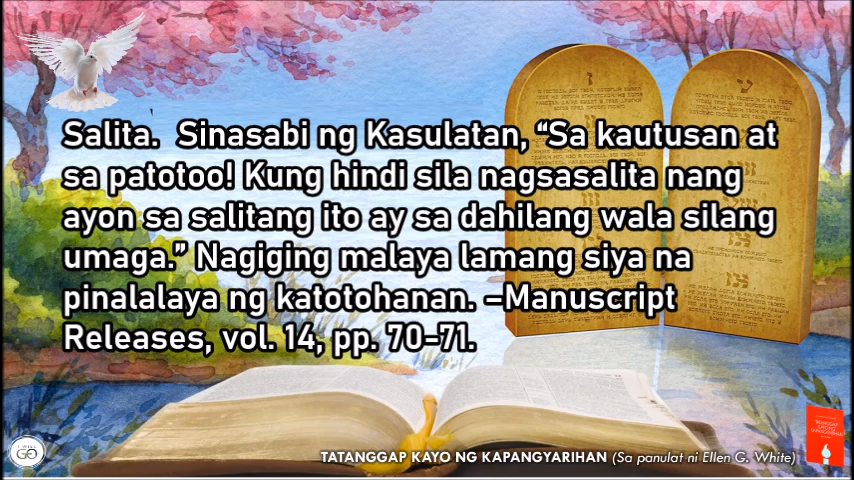 Salita.  Sinasabi ng Kasulatan, “Sa kautusan at
sa patotoo! Kung hindi sila nagsasalita nang
ayon sa salitang ito ay sa dahilang wala silang
umaga.” Nagiging malaya lamang siya na
pinalalaya ng katotohanan. –Manuscript
Releases, vol. 14, pp. 70-71.
I WILL
GO
TATANGGAP KAYO NG KAPANGYARIHAN (Sa panulat ni Ellen G. White)